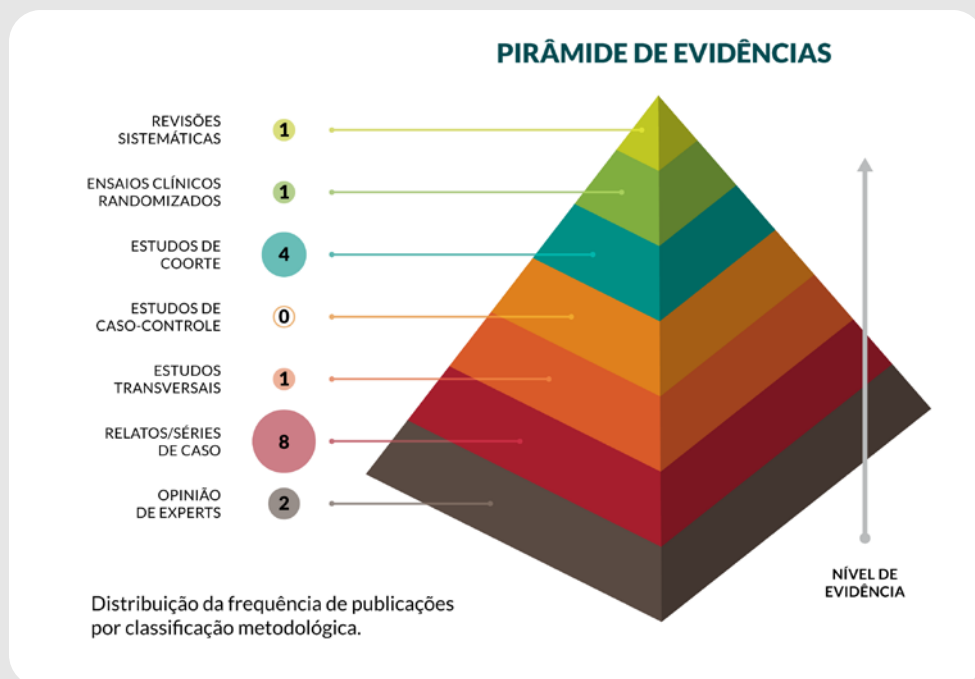 PIRÂMIDE DE EVIDÊNCIAS
REVISÕES
SISTEMÁTICAS
1
ENSAIOS CLÍNICOS
RANDOMIZADOS
1
ESTUDOS DE
COORTE
4
ESTUDOS DE
CASO-CONTROLE
0
ESTUDOS
TRANSVERSAIS
1
RELATOS/SÉRIES
DE CASO
8
OPINIÃO
DE EXPERTS
2
NÍVEL DE
EVIDÊNCIA
Distribuição da frequência de publicações
por classificação metodológica.